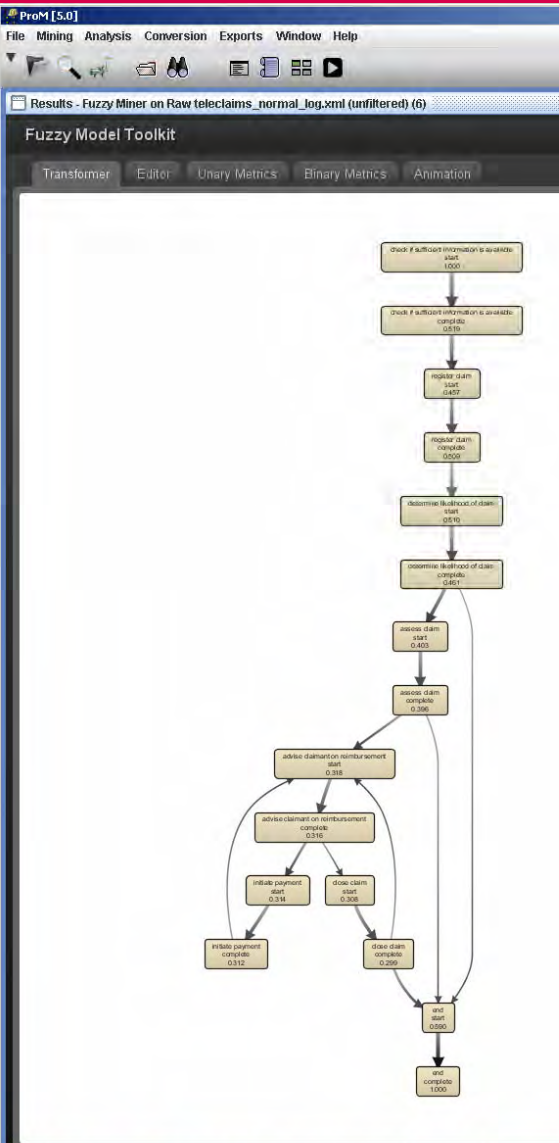 ProM [5.0]
File Mining Analysis Conversion Exports Window Help
Results - Fuzzy Miner on Raw teleclaims_normal_log.xml (unfiltered) (6)
Fuzzy Model Toolkit
Transformer Editor Unary Metrics Binary Metrics Animation
check if sufficient information is available
start
1.000
check if sufficient information is available
complete
0.519
register claim
start
0.457
register claim
complete
0.509
determine likelihood of claim
start
0.510
determine likelihood of claim
complete
0.461
assess claim
start
0.403
assess claim
complete
0.396
advise claimant on reimbursement
start
0.318
advise claimant on reimbursement
complete
0.316
initiate payment
start
0.314
close claim
start
0.308
initiate payment
complete
0.312
close claim
complete
0.299
end
start
0.590
end
complete
1.000